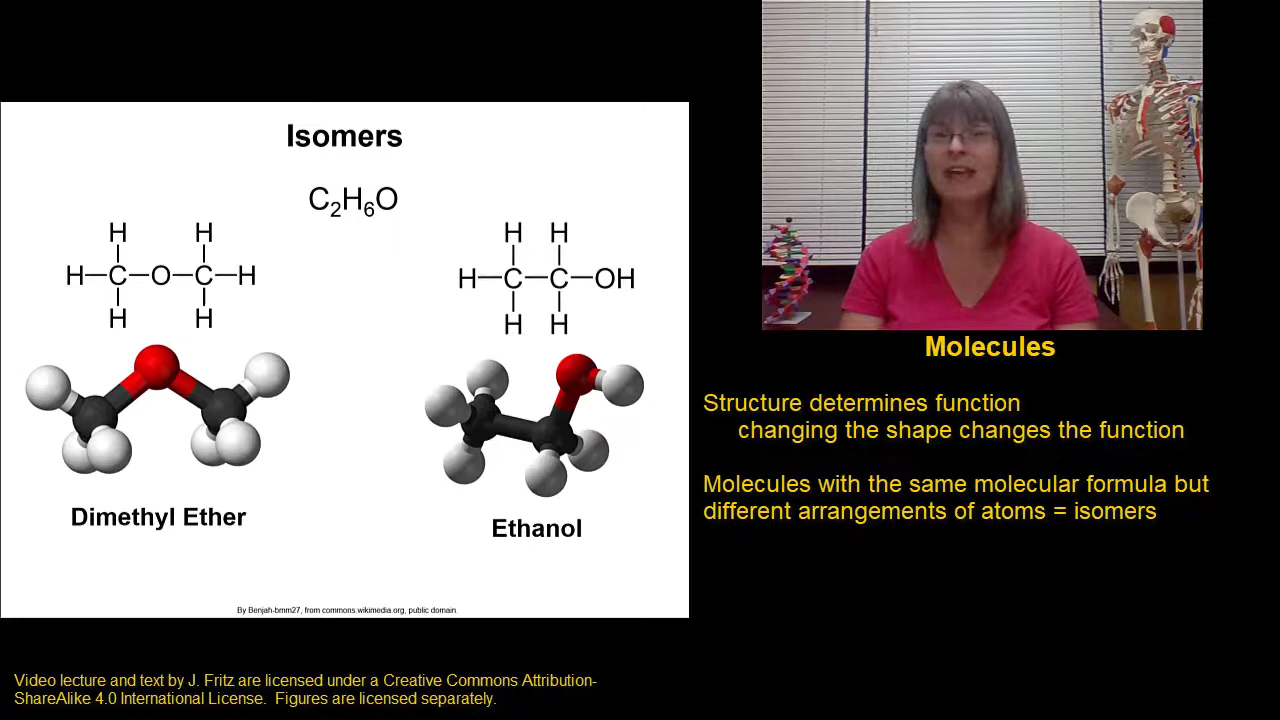 Isomers
C₂H₆O
H H
H—C—O—C—H
H H
H H
H—C—C—OH
H H
Dimethyl Ether
Ethanol
By Benjah-bmm27, from commons.wikimedia.org, public domain.
Molecules
Structure determines function
changing the shape changes the function
Molecules with the same molecular formula but
different arrangements of atoms = isomers
Video lecture and text by J. Fritz are licensed under a Creative Commons Attribution-
ShareAlike 4.0 International License.  Figures are licensed separately.